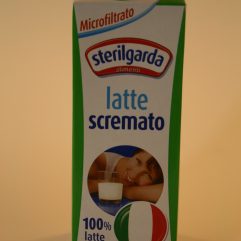 Microfiltrato
sterilgarda
alimenti
latte
scremato
100%
latte